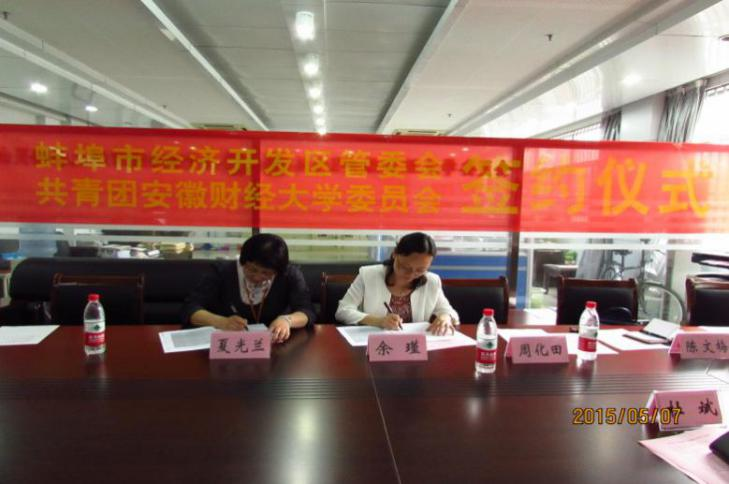 蚌埠市经济开发区管委会
共青团安徽财经大学委员会
签约仪式
夏光兰
余瑾
周化田
陈文梅
杜斌
2015/05/07